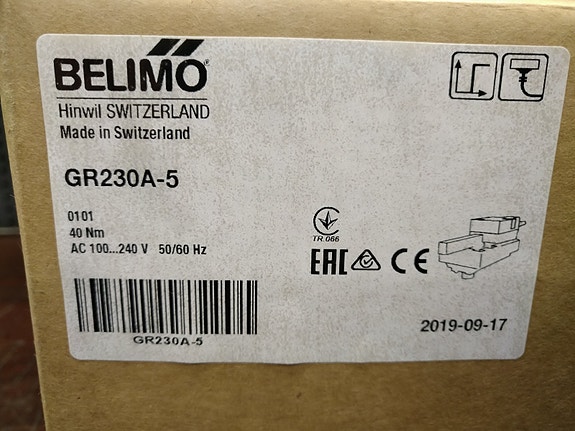 BELIMO
Hinwil SWITZERLAND
Made in Switzerland
GR230A-5
0101
40 Nm
AC 100...240 V 50/60 Hz
TR.066
EAC CE
GR230A-5
2019-09-17